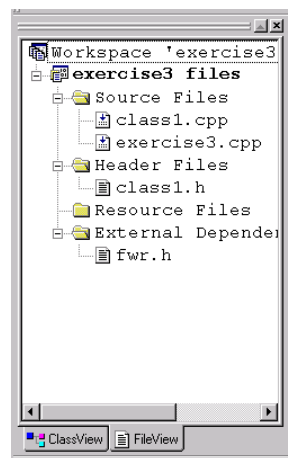 Workspace 'exercise3
exercise3 files
Source Files
class1.cpp
exercise3.cpp
Header Files
class1.h
Resource Files
External Depender
fwr.h
ClassView FileView